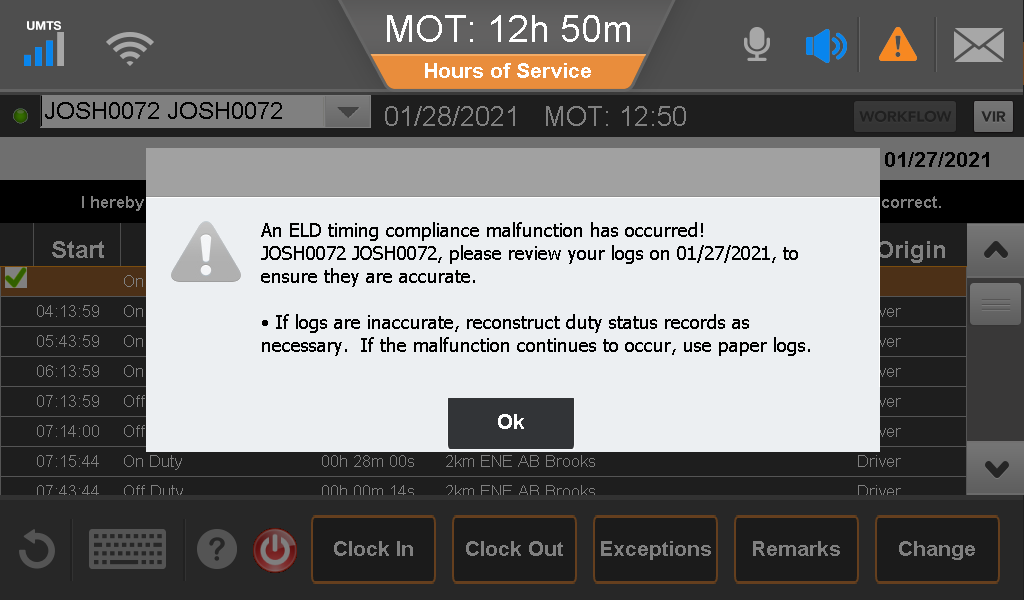 UMTS
MOT: 12h 50m
Hours of Service
JOSH0072 JOSH0072 01/28/2021 MOT: 12:50 WORKFLOW VIR
01/27/2021
I hereby correct.
Start Origin
An ELD timing compliance malfunction has occurred!
JOSH0072 JOSH0072, please review your logs on 01/27/2021, to
ensure they are accurate.
• If logs are inaccurate, reconstruct duty status records as
necessary. If the malfunction continues to occur, use paper logs.
Ok
On
04:13:59 On ver
05:43:59 On ver
06:13:59 On ver
07:13:59 Off ver
07:14:00 Off ver
07:15:44 On Duty 00h 28m 00s 2km ENE AB Brooks Driver
07:43:44 Off Duty 00h 00m 14s 2km ENE AB Brooks Driver
Clock In Clock Out Exceptions Remarks Change